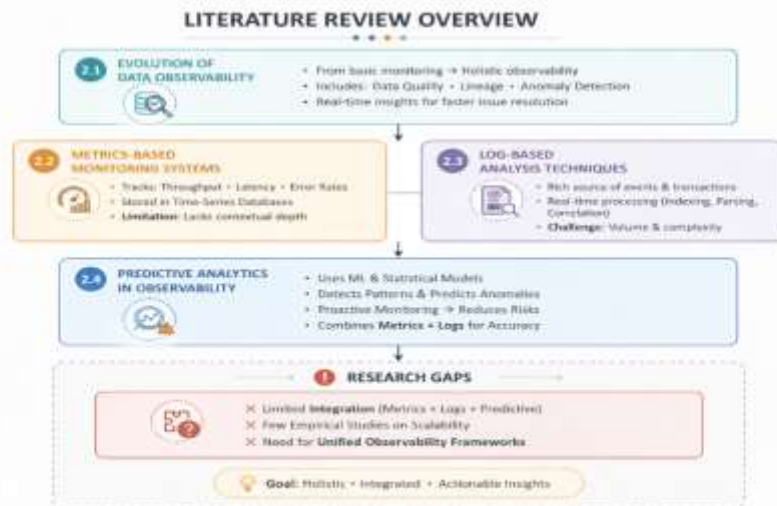 LITERATURE REVIEW OVERVIEW
2.1 EVOLUTION OF
DATA OBSERVABILITY
• From basic monitoring → Holistic observability
• Includes: Data Quality • Lineage • Anomaly Detection
• Real-time insights for faster issue resolution
2.2 METRICS-BASED
MONITORING SYSTEMS
• Tracks: Throughput • Latency • Error Rates
• Stored in Time-Series Databases
• Limitation: Lacks contextual depth
2.3 LOG-BASED
ANALYSIS TECHNIQUES
• Rich source of events & transactions
• Real-time processing (Indexing, Parsing,
Correlation)
• Challenge: Volume & complexity
2.4 PREDICTIVE ANALYTICS
IN OBSERVABILITY
• Uses ML & Statistical Models
• Detects Patterns & Predicts Anomalies
• Proactive Monitoring → Reduces Risks
• Combines Metrics + Logs for Accuracy
! RESEARCH GAPS
× Limited Integration (Metrics + Logs + Predictive)
× Few Empirical Studies on Scalability
× Need for Unified Observability Frameworks
Goal: Holistic • Integrated • Actionable Insights